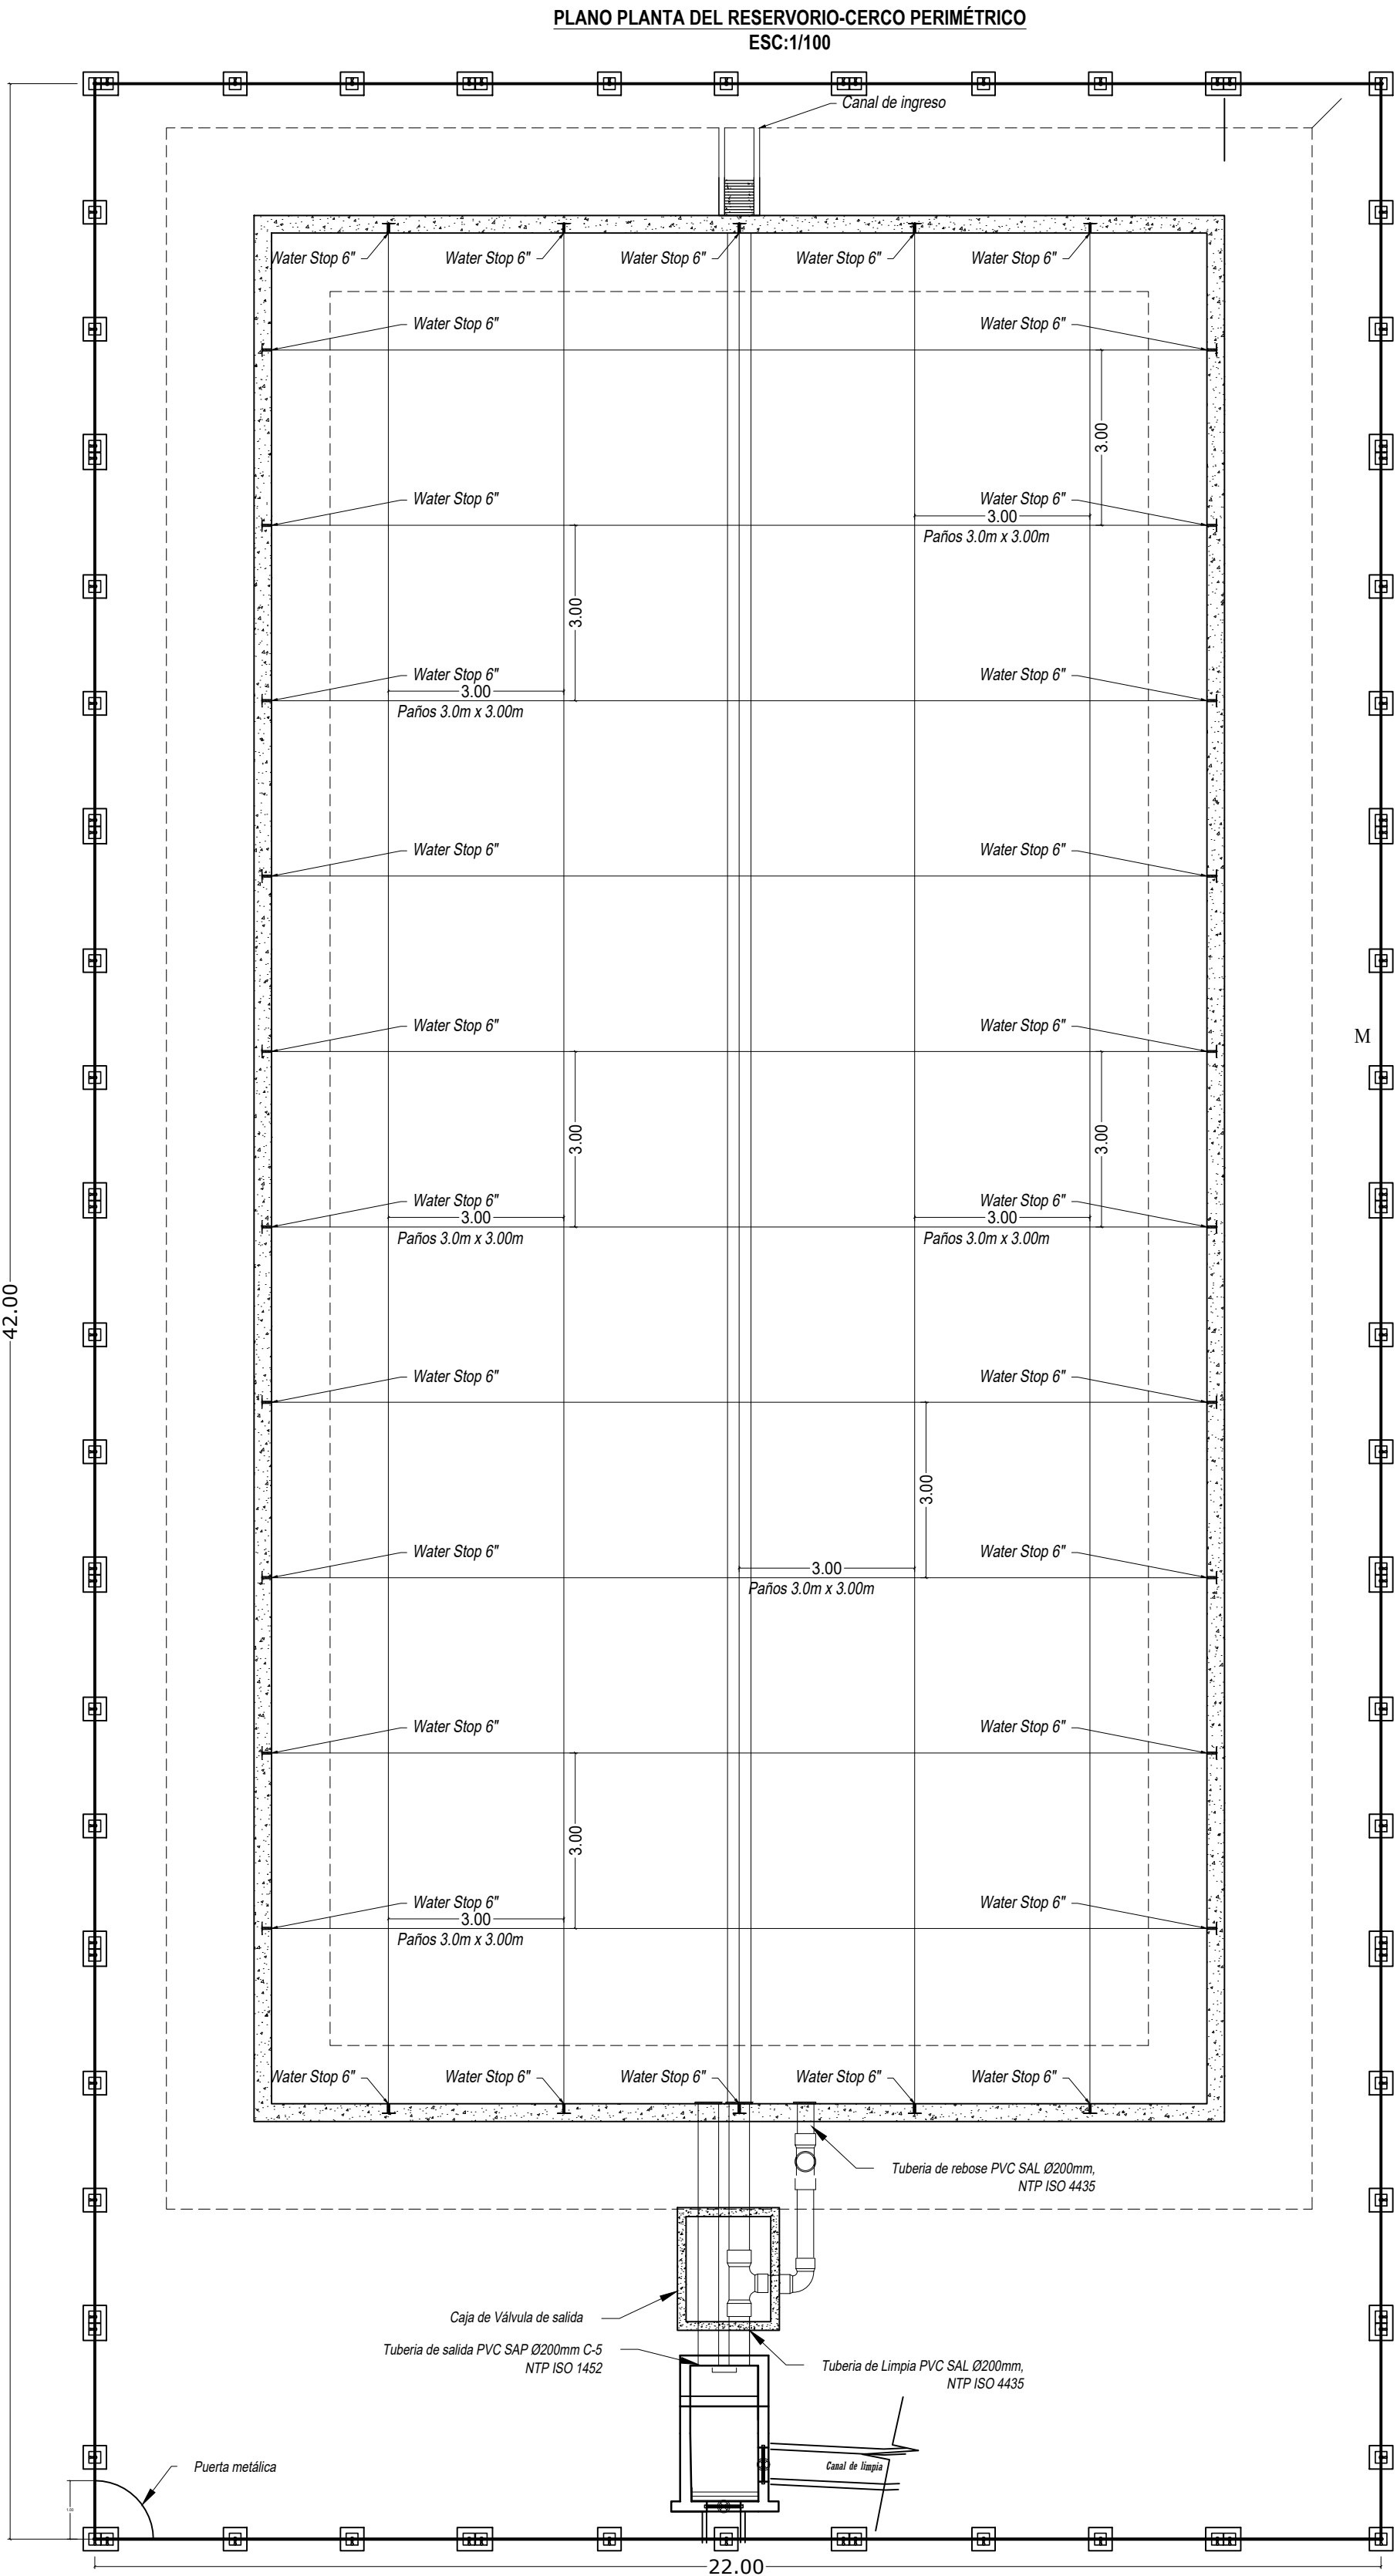 PLANO PLANTA DEL RESERVORIO-CERCO PERIMÉTRICO
ESC:1/100
Canal de ingreso
Water Stop 6"
Water Stop 6"
Water Stop 6"
Water Stop 6"
Water Stop 6"
Water Stop 6"
Water Stop 6"
3.00
Water Stop 6"
Water Stop 6"
3.00
Paños 3.0m x 3.00m
3.00
Water Stop 6"
Water Stop 6"
3.00
Paños 3.0m x 3.00m
Water Stop 6"
Water Stop 6"
Water Stop 6"
Water Stop 6"
M
3.00
3.00
Water Stop 6"
Water Stop 6"
3.00
3.00
Paños 3.0m x 3.00m
Paños 3.0m x 3.00m
42.00
Water Stop 6"
Water Stop 6"
3.00
Water Stop 6"
Water Stop 6"
3.00
Paños 3.0m x 3.00m
Water Stop 6"
Water Stop 6"
3.00
Water Stop 6"
Water Stop 6"
3.00
Paños 3.0m x 3.00m
Water Stop 6"
Water Stop 6"
Water Stop 6"
Water Stop 6"
Water Stop 6"
Tuberia de rebose PVC SAL Ø200mm,
NTP ISO 4435
Caja de Válvula de salida
Tuberia de salida PVC SAP Ø200mm C-5
NTP ISO 1452
Tuberia de Limpia PVC SAL Ø200mm,
NTP ISO 4435
Puerta metálica
Canal de limpia
22.00